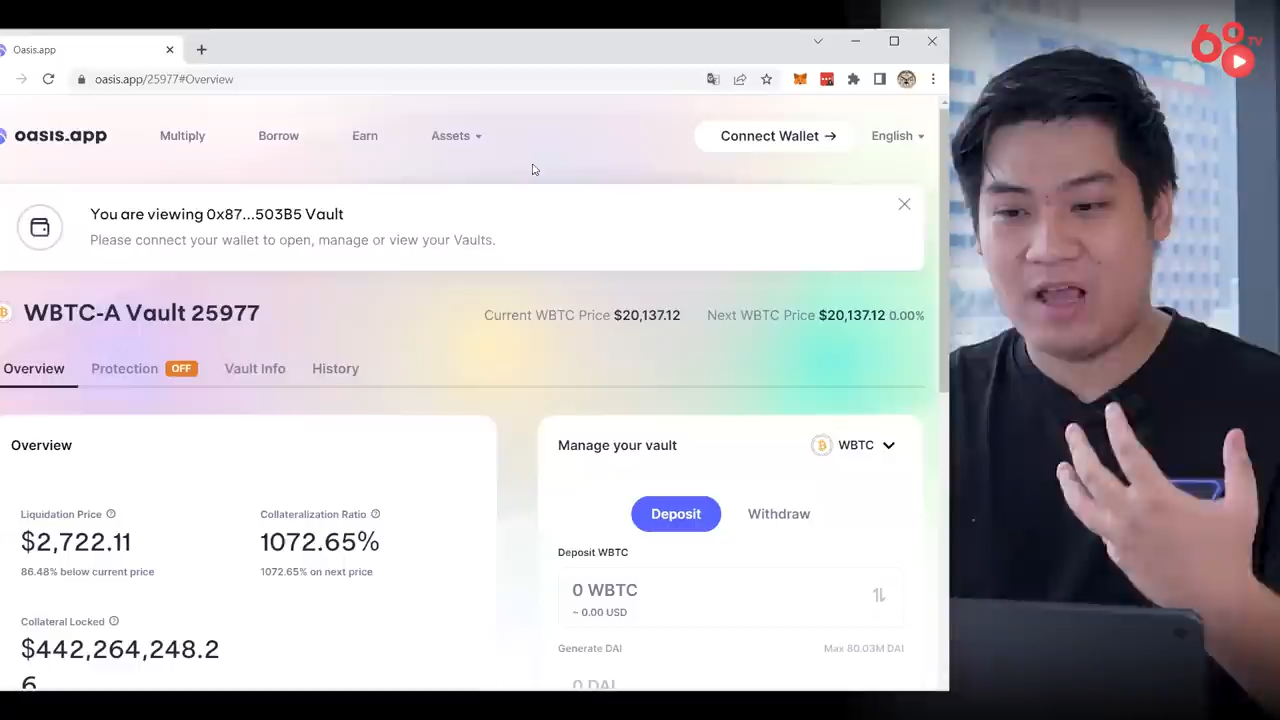 68
TV
Oasis.app
oasis.app/25977#Overview
oasis.app
Multiply
Borrow
Earn
Assets
Connect Wallet →
English
You are viewing 0x87...503B5 Vault
Please connect your wallet to open, manage or view your Vaults.
WBTC-A Vault 25977
Current WBTC Price $20,137.12
Next WBTC Price $20,137.12 0.00%
Overview
Protection OFF
Vault Info
History
Overview
Liquidation Price
$2,722.11
86.48% below current price
Collateralization Ratio
1072.65%
1072.65% on next price
Collateral Locked
$442,264,248.2
6
Manage your vault
WBTC
Deposit
Withdraw
Deposit WBTC
0 WBTC
~ 0.00 USD
Generate DAI
Max 80.03M DAI
0 DAI